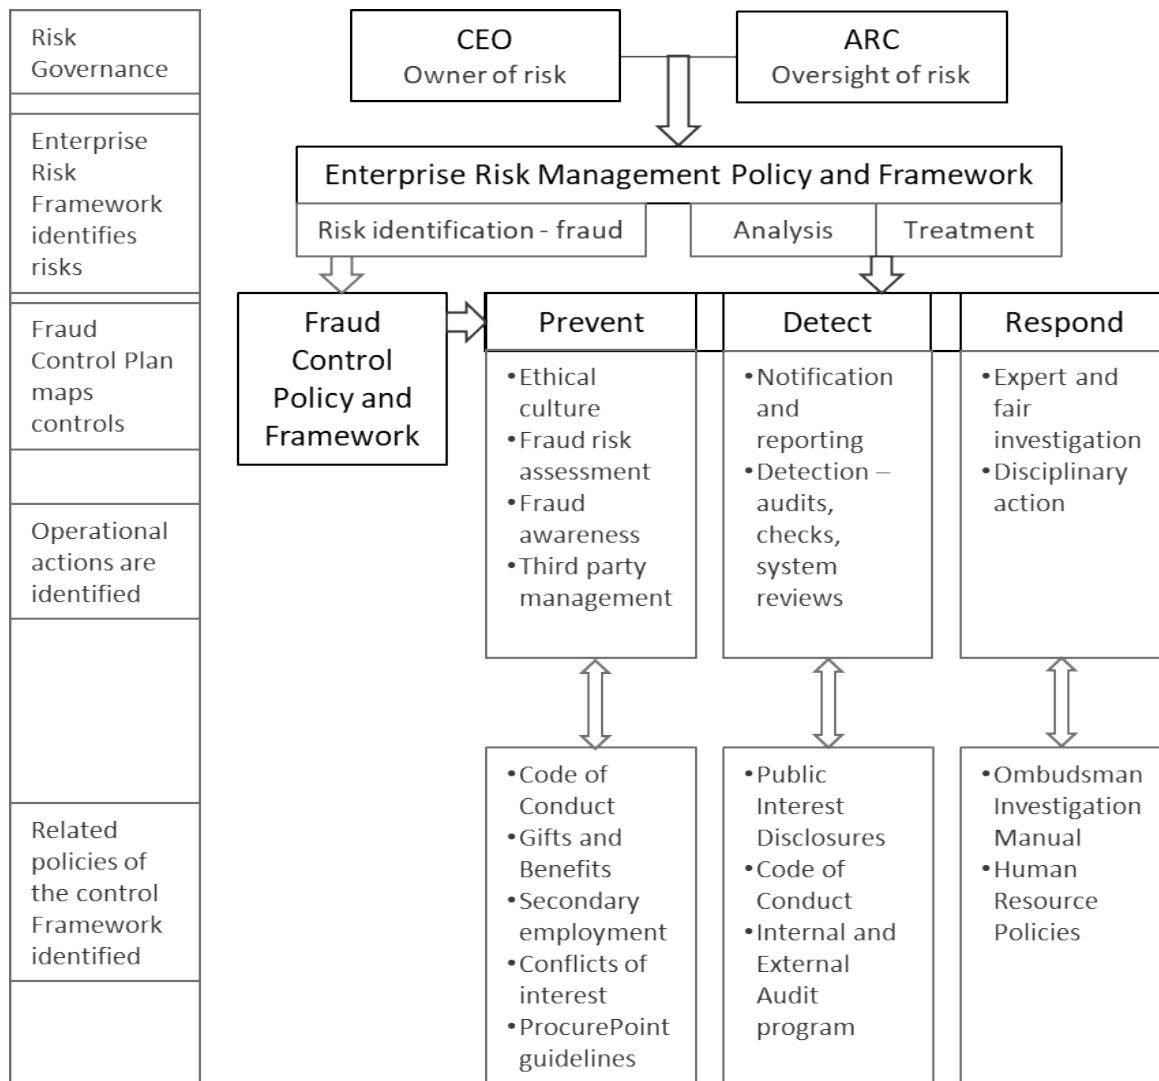 Risk
Governance
CEO
Owner of risk
ARC
Oversight of risk
Enterprise
Risk
Framework
identifies
risks
Enterprise Risk Management Policy and Framework
Risk identification - fraud
Analysis
Treatment
Fraud
Control Plan
maps
controls
Fraud
Control
Policy and
Framework
Prevent
Detect
Respond
•Ethical
culture
•Fraud risk
assessment
•Fraud
awareness
•Third party
management
•Notification
and
reporting
•Detection –
audits,
checks,
system
reviews
•Expert and
fair
investigation
•Disciplinary
action
Operational
actions are
identified
Related
policies of
the control
Framework
identified
•Code of
Conduct
•Gifts and
Benefits
•Secondary
employment
•Conflicts of
interest
•ProcurePoint
guidelines
•Public
Interest
Disclosures
•Code of
Conduct
•Internal and
External
Audit
program
•Ombudsman
Investigation
Manual
•Human
Resource
Policies